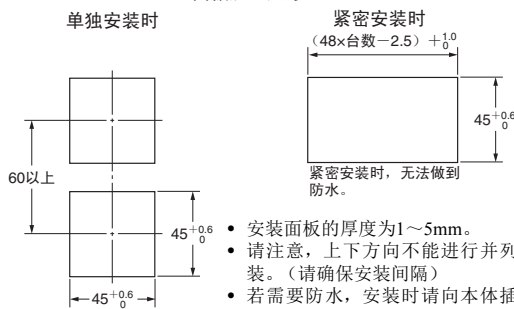 单独安装时
60以上
45 +0.6 0
45 +0.6 0
紧密安装时
(48×台数－2.5) +1.0 0
45 +0.6 0
紧密安装时，无法做到
防水。
• 安装面板的厚度为1～5mm。
• 请注意，上下方向不能进行并列
装。（请确保安装间隔）
• 若需要防水，安装时请向本体插